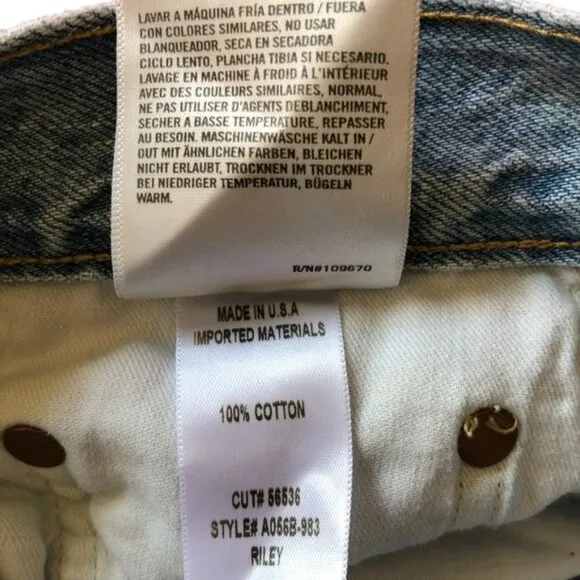 LAVAR A MÁQUINA FRÍA DENTRO / FUERA
CON COLORES SIMILARES, NO USAR
BLANQUEADOR, SECA EN SECADORA
CICLO LENTO, PLANCHA TIBIA SI NECESARIO.
LAVAGE EN MACHINE À FROID À L'INTÉRIEUR
AVEC DES COULEURS SIMILAIRES, NORMAL,
NE PAS UTILISER D'AGENTS DEBLANCHIMENT,
SECHER A BASSE TEMPERATURE, REPASSER
AU BESOIN. MASCHINENWÄSCHE KALT IN /
OUT MIT ÄHNLICHEN FARBEN, BLEICHEN
NICHT ERLAUBT, TROCKNEN IM TROCKNER
BEI NIEDRIGER TEMPERATUR, BÜGELN
WARM.
R/N#109670
MADE IN U.S.A
IMPORTED MATERIALS
100% COTTON
CUT# 56536
STYLE# A056B-983
RILEY